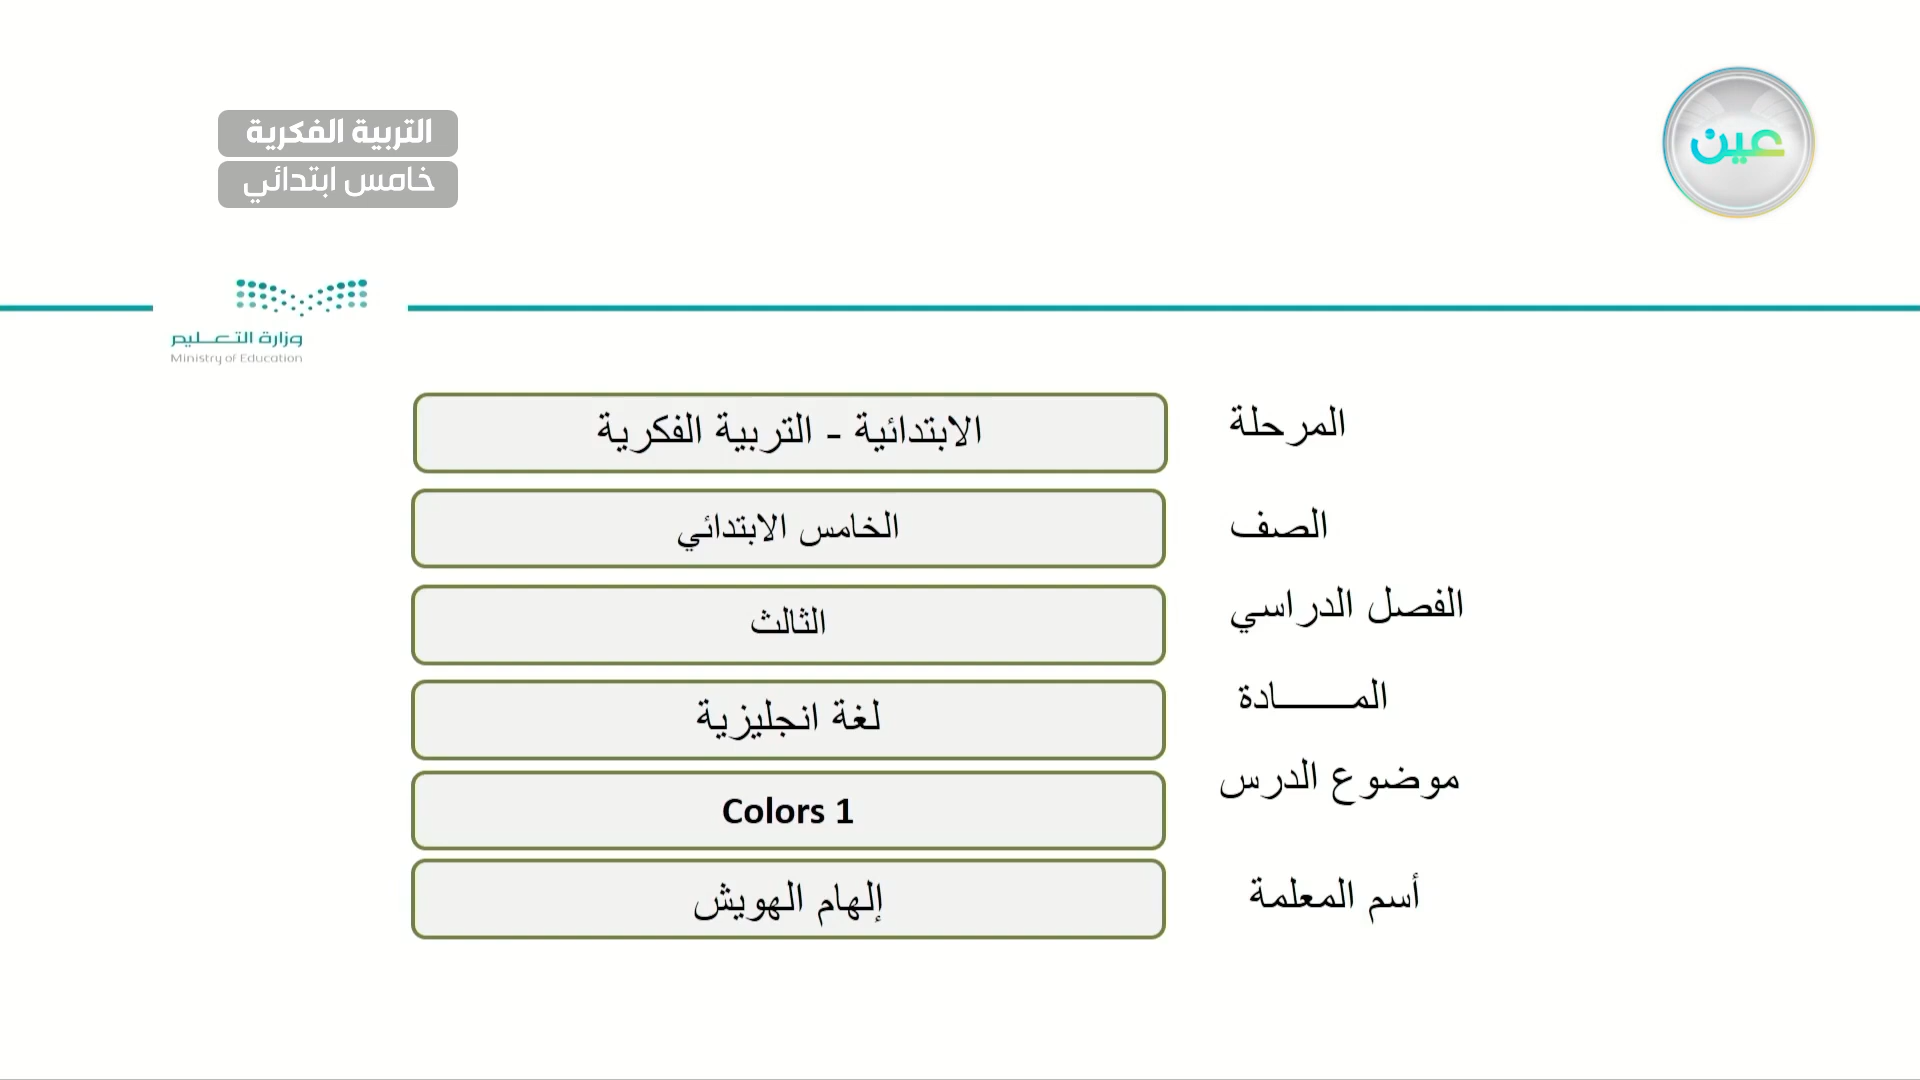 التربية الفكرية
خامس ابتدائي
عين
وزارة التعليم
Ministry of Education
المرحلة
الابتدائية - التربية الفكرية
الصف
الخامس الابتدائي
الفصل الدراسي
الثالث
المـــــــادة
لغة انجليزية
موضوع الدرس
Colors 1
أسم المعلمة
إلهام الهويش